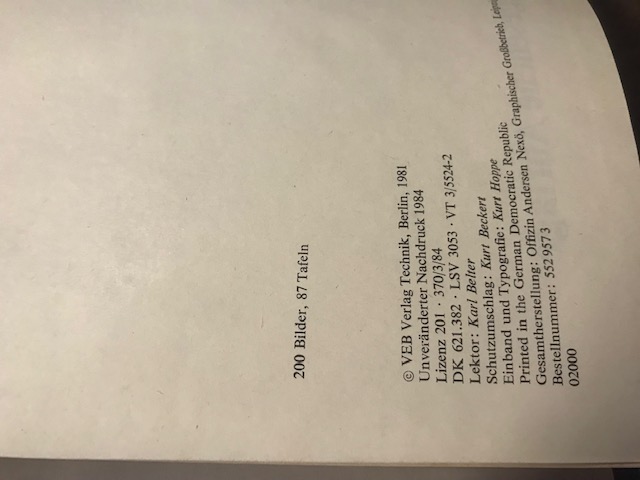 200 Bilder, 87 Tafeln
© VEB Verlag Technik, Berlin, 1981
Unveränderter Nachdruck 1984
Lizenz 201 · 370/3/84
DK 621.382 · LSV 3053 · VT 3/5524-2
Lektor: Karl Belter
Schutzumschlag: Kurt Beckert
Einband und Typografie: Kurt Hoppe
Printed in the German Democratic Republic
Gesamtherstellung: Offizin Andersen Nexö, Graphischer Großbetrieb, Leipzig
Bestellnummer: 552 957 3
02000